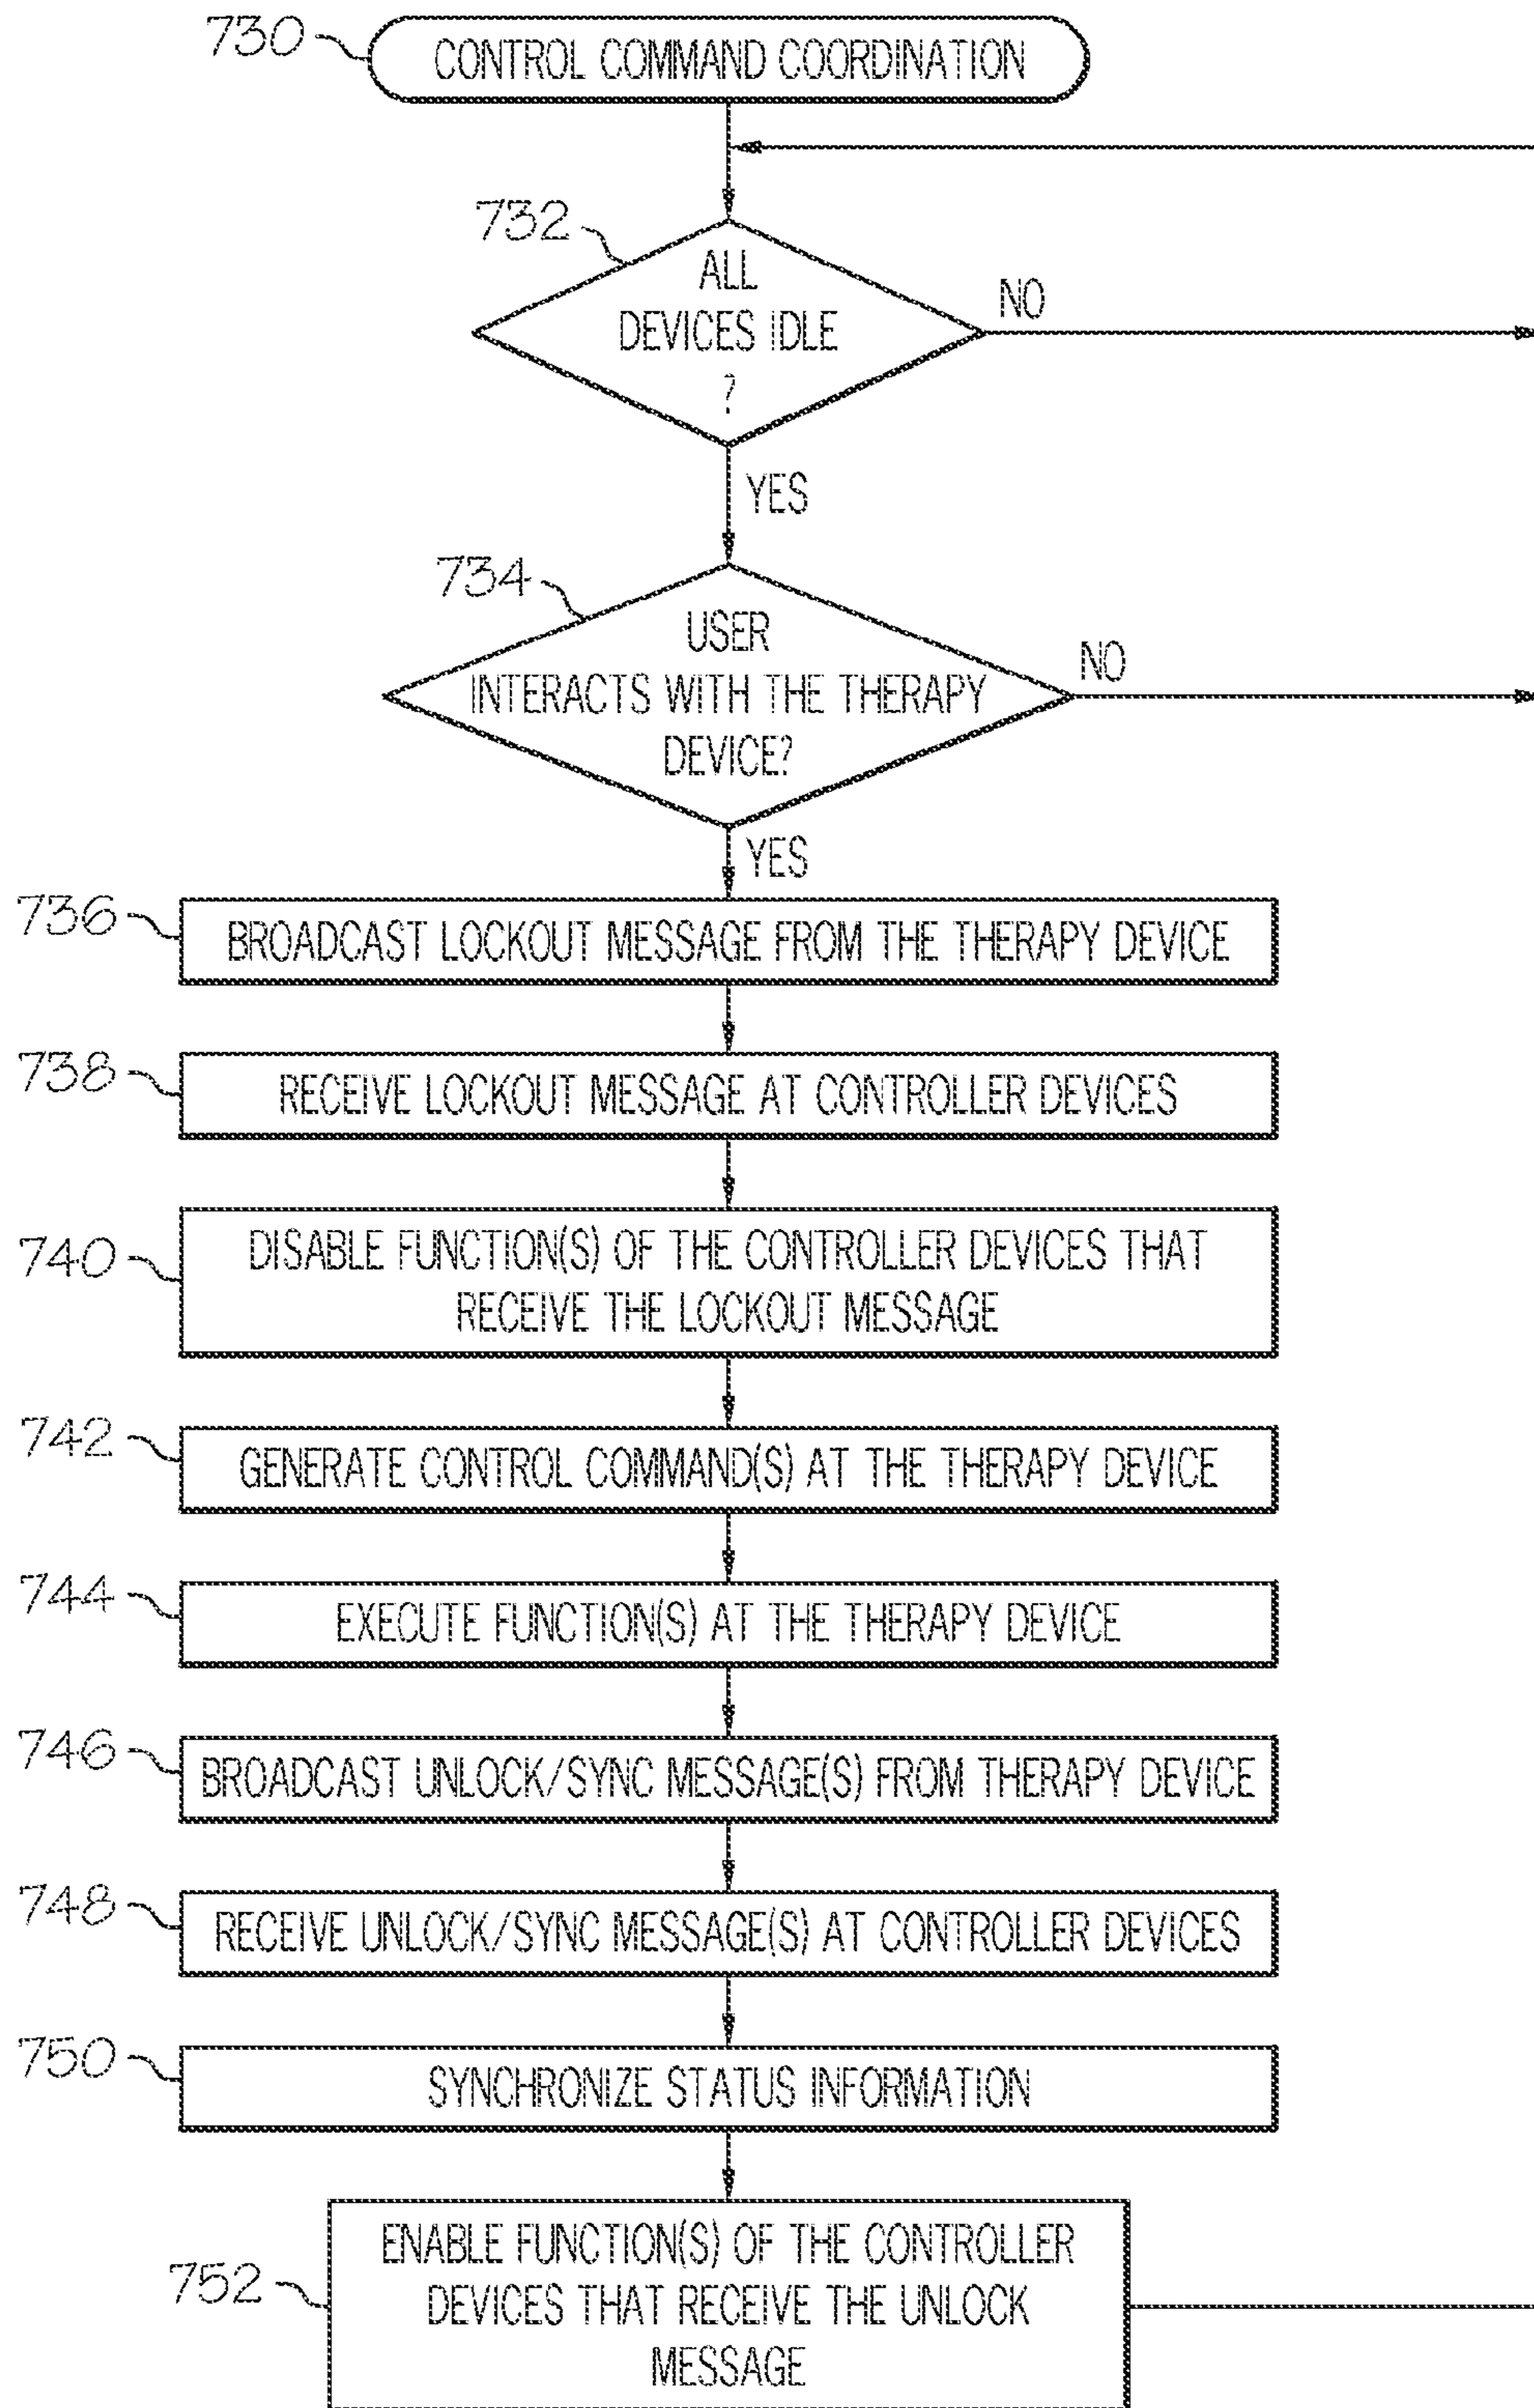 730
CONTROL COMMAND COORDINATION
732
ALL
DEVICES IDLE
?
NO
YES
734
USER
INTERACTS WITH THE THERAPY
DEVICE?
NO
YES
736
BROADCAST LOCKOUT MESSAGE FROM THE THERAPY DEVICE
738
RECEIVE LOCKOUT MESSAGE AT CONTROLLER DEVICES
740
DISABLE FUNCTION(S) OF THE CONTROLLER DEVICES THAT
RECEIVE THE LOCKOUT MESSAGE
742
GENERATE CONTROL COMMAND(S) AT THE THERAPY DEVICE
744
EXECUTE FUNCTION(S) AT THE THERAPY DEVICE
746
BROADCAST UNLOCK/SYNC MESSAGE(S) FROM THERAPY DEVICE
748
RECEIVE UNLOCK/SYNC MESSAGE(S) AT CONTROLLER DEVICES
750
SYNCHRONIZE STATUS INFORMATION
752
ENABLE FUNCTION(S) OF THE CONTROLLER
DEVICES THAT RECEIVE THE UNLOCK
MESSAGE